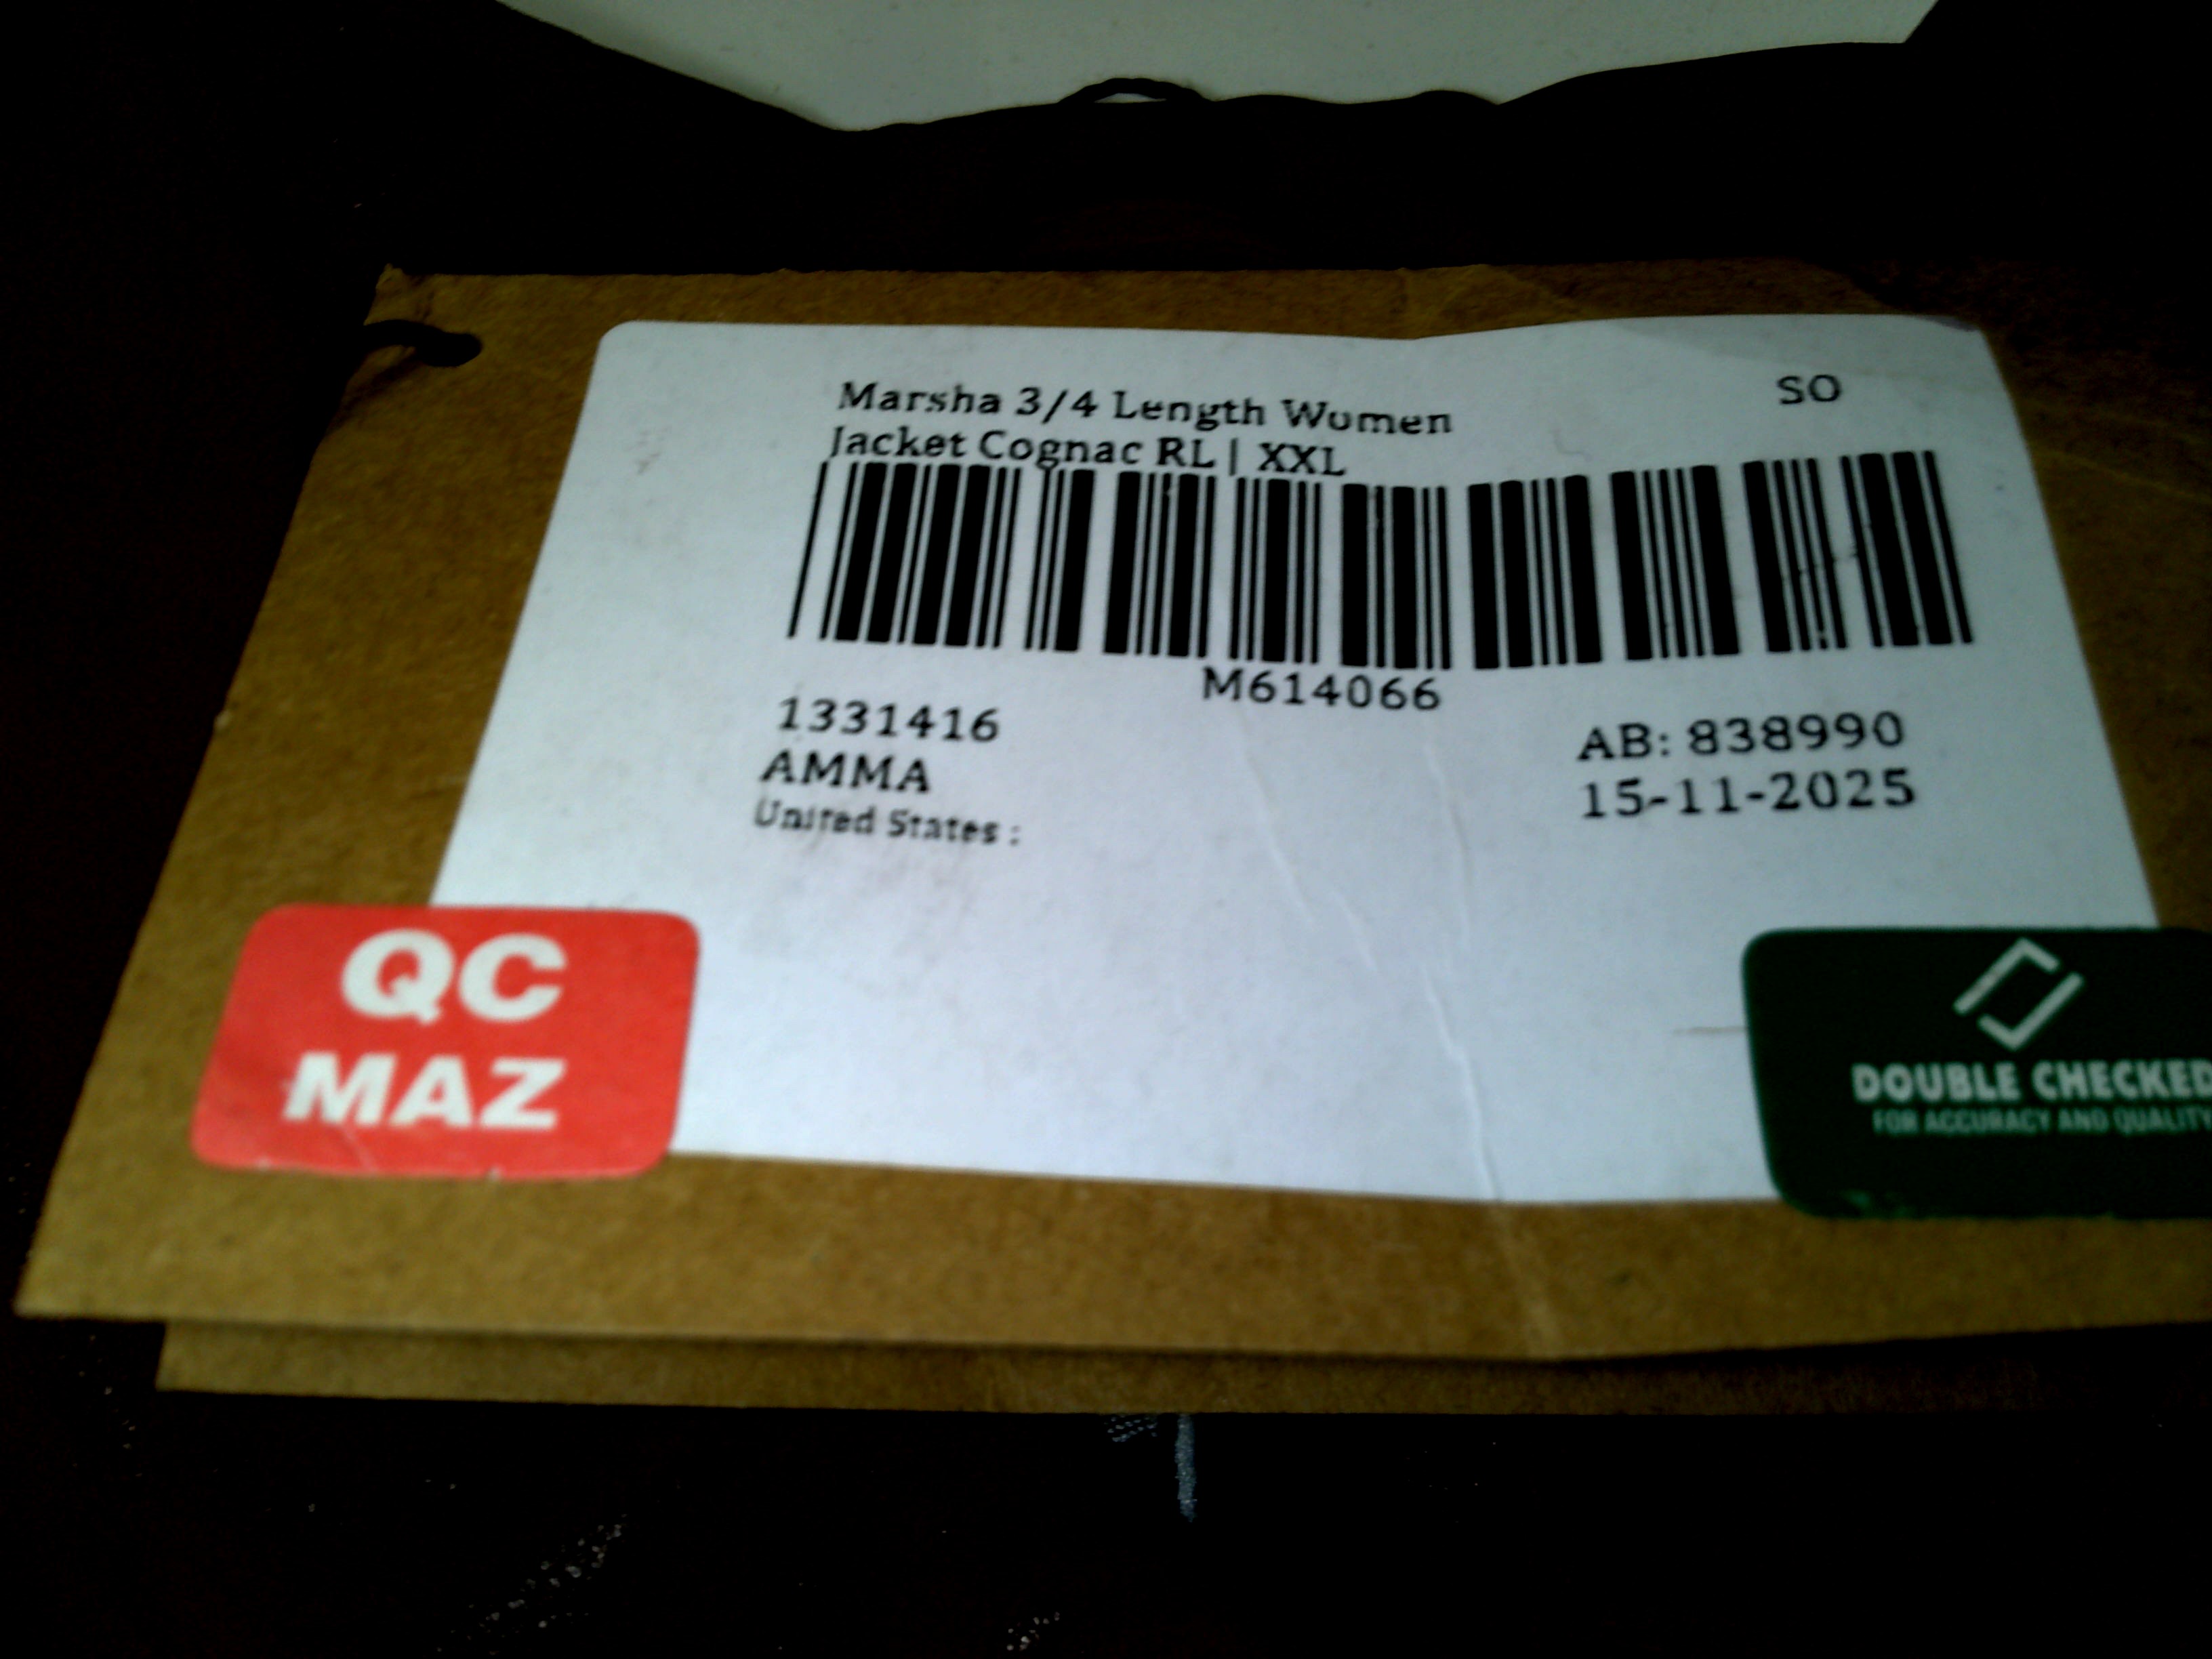 Marsha 3/4 Length Women
Jacket Cognac RL | XXL
SO
M614066
1331416
AMMA
United States :
AB: 838990
15-11-2025
QC
MAZ
DOUBLE CHECKED
FOR ACCURACY AND QUALITY